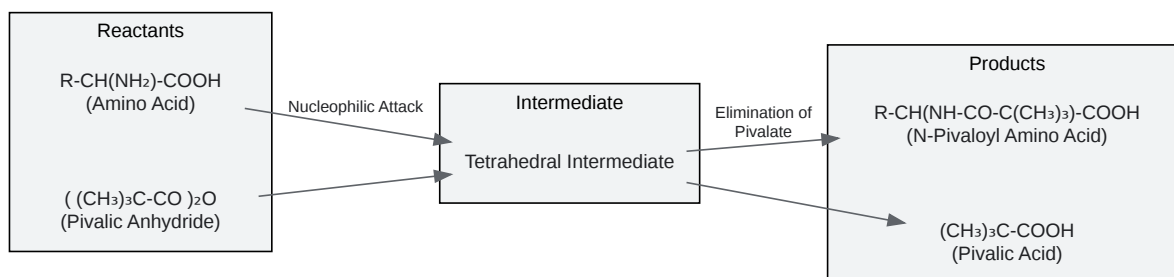 Reactants
R-CH(NH₂)-COOH
(Amino Acid)
( (CH₃)₃C-CO )₂O
(Pivalic Anhydride)
Nucleophilic Attack
Intermediate
Tetrahedral Intermediate
Elimination of
Pivalate
Products
R-CH(NH-CO-C(CH₃)₃)-COOH
(N-Pivaloyl Amino Acid)
(CH₃)₃C-COOH
(Pivalic Acid)